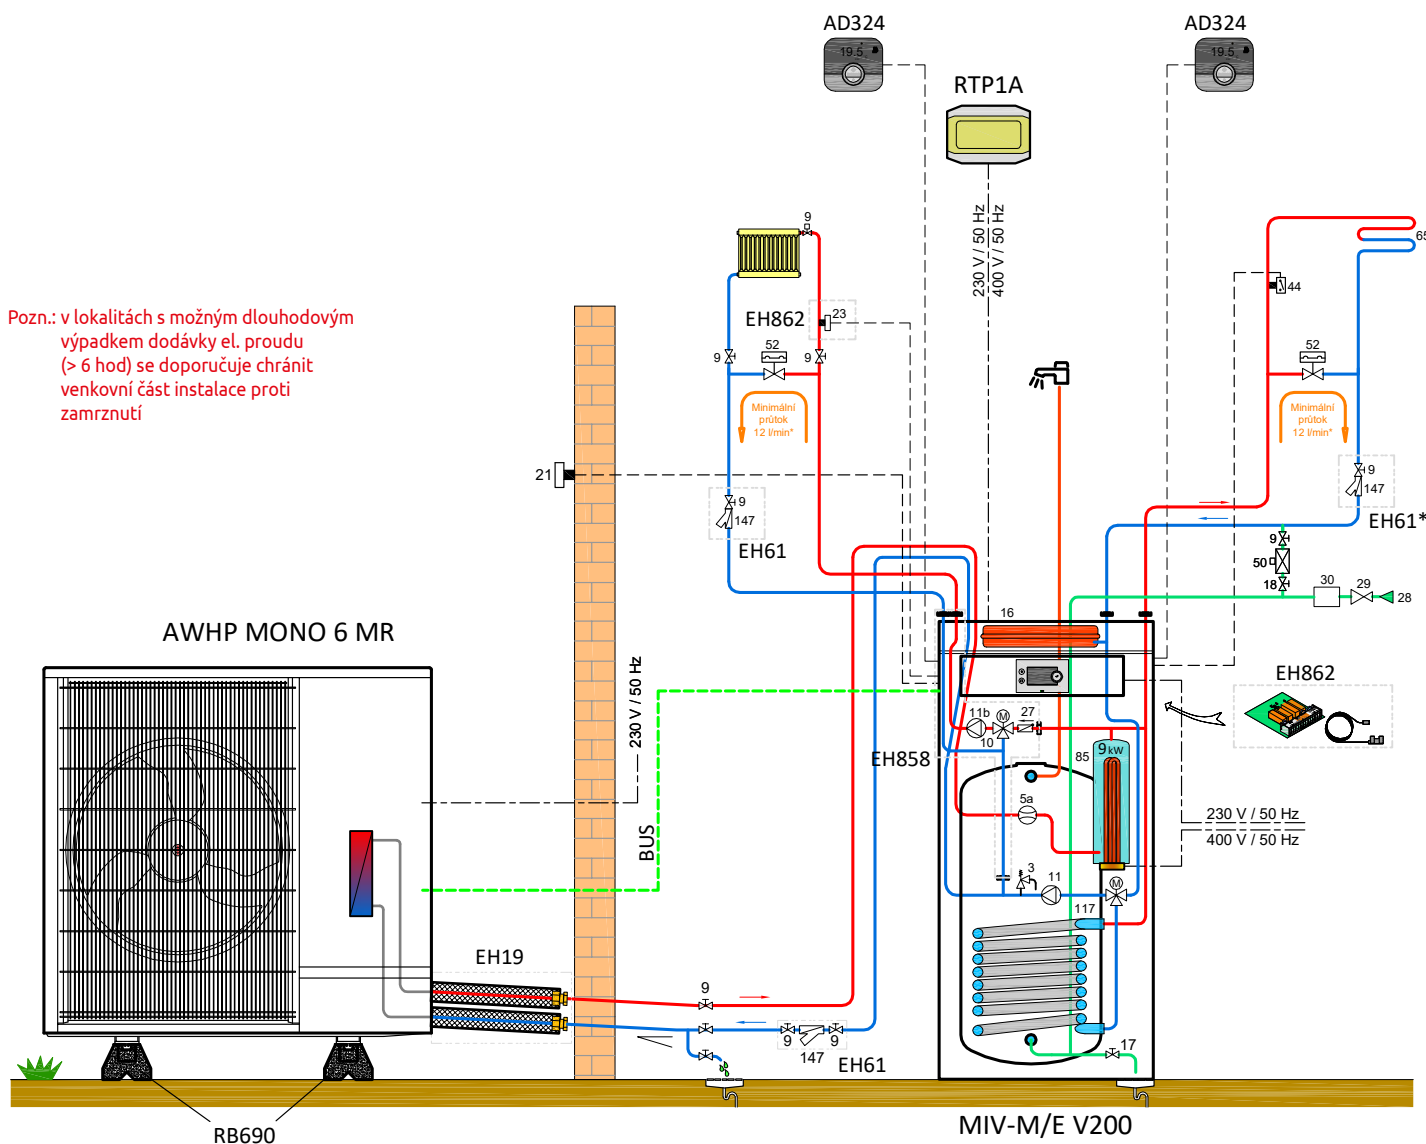 AD324
19.5
AD324
19.5
RTP1A
230 V / 50 Hz
400 V / 50 Hz
9
65
44
Pozn.: v lokalitách s možným dlouhodovým
výpadkem dodávky el. proudu
(> 6 hod) se doporučuje chránit
venkovní část instalace proti
zamrznutí
EH862
23
9
52
9
52
Minimální
průtok
12 l/min*
Minimální
průtok
12 l/min*
21
9
147
EH61
9
147
EH61*
9
50
18
30
29
28
AWHP MONO 6 MR
16
230 V / 50 Hz
EH862
11b
M
27
10
EH858
85
9 kW
5a
230 V / 50 Hz
400 V / 50 Hz
BUS
3
11
M
117
EH19
9
9
147
9
EH61
17
RB690
MIV-M/E V200